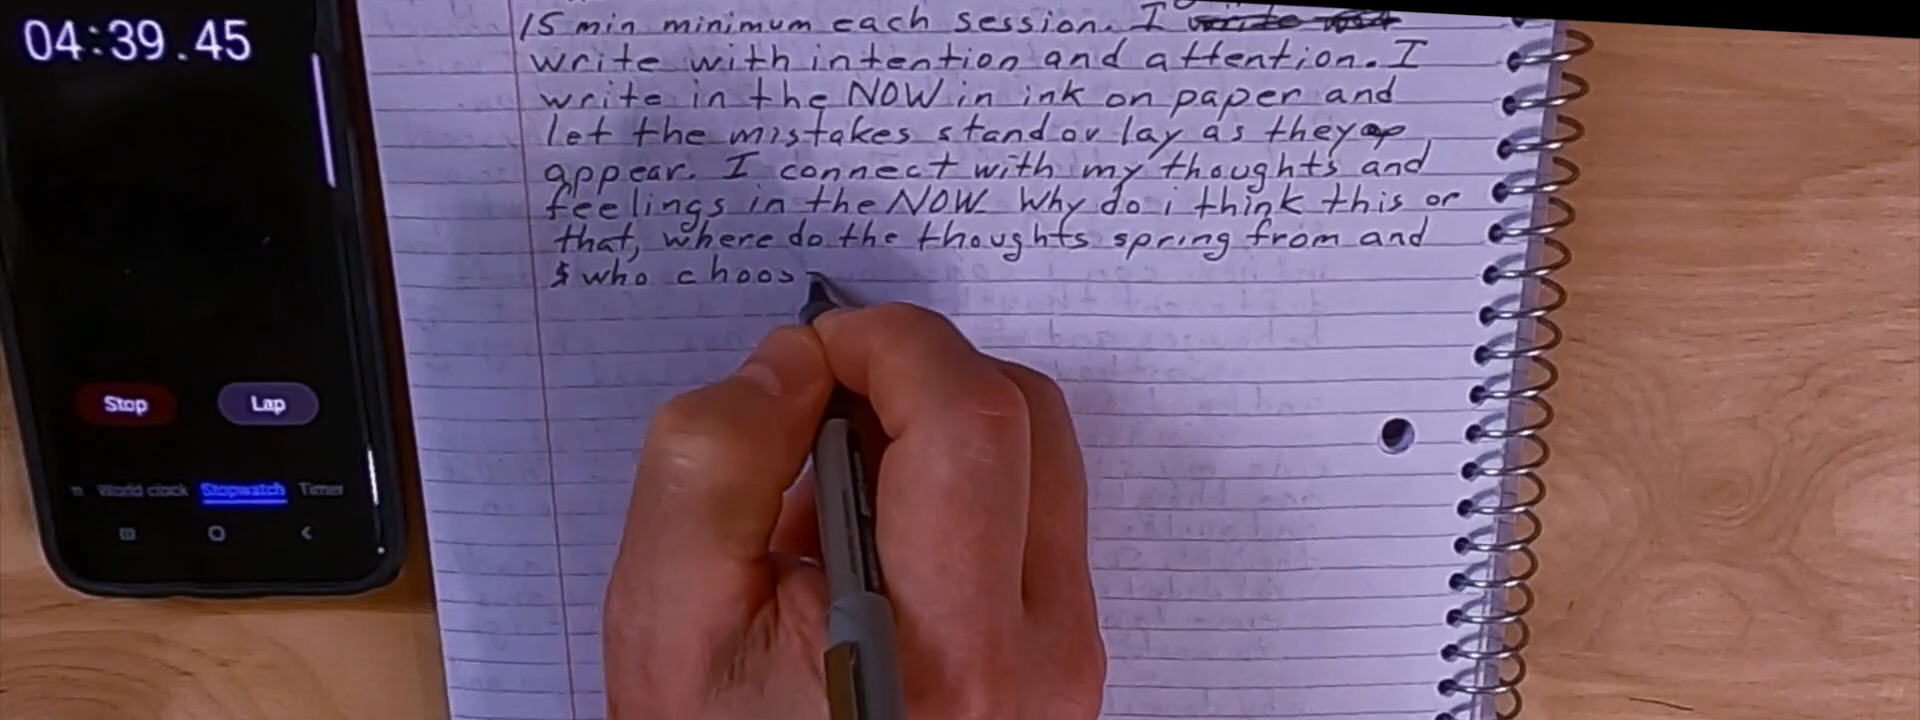 04:39.45
Stop Lap
World clock Stopwatch Timer
15 min minimum each session. I
write with intention and attention. I
write in the NOW in ink on paper and
let the mistakes stand or lay as they ap
appear. I connect with my thoughts and
feelings in the NOW. Why do i think this or
that, where do the thoughts spring from and
who choos